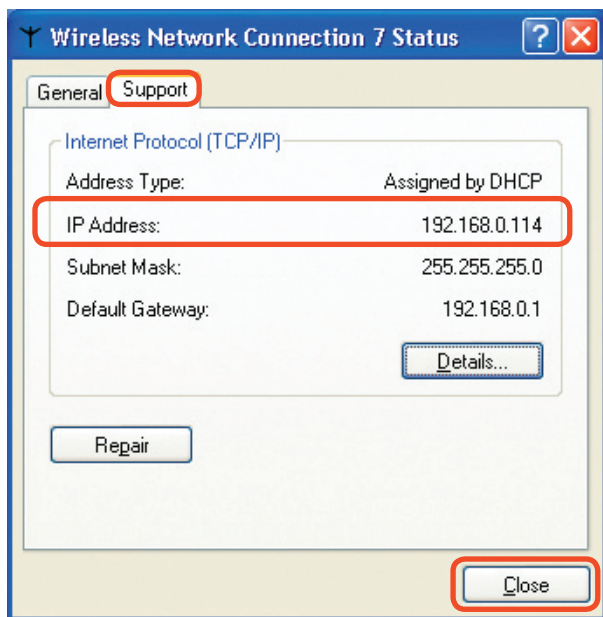 Wireless Network Connection 7 Status
General Support
Internet Protocol (TCP/IP)
Address Type: Assigned by DHCP
IP Address: 192.168.0.114
Subnet Mask: 255.255.255.0
Default Gateway: 192.168.0.1
Details...
Repair
Close